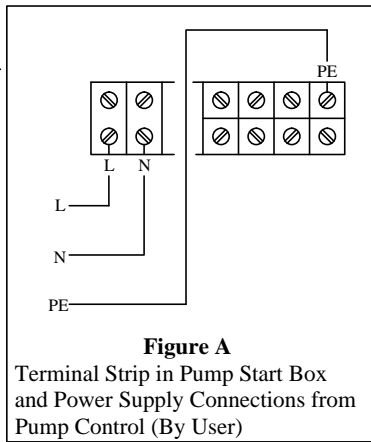 PE
L N
L
N
PE
Figure A
Terminal Strip in Pump Start Box
and Power Supply Connections from
Pump Control (By User)